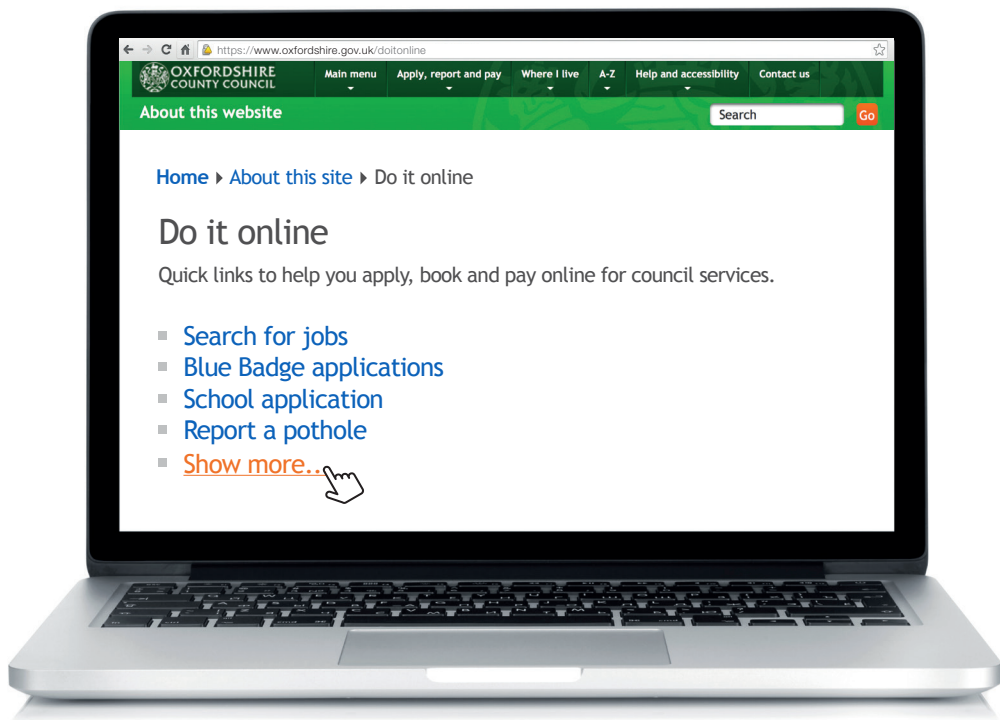 https://www.oxfordshire.gov.uk/doitonline
OXFORDSHIRE
COUNTY COUNCIL
Main menu
Apply, report and pay
Where I live
A-Z
Help and accessibility
Contact us
About this website
Search
Go
Home
About this site
Do it online
Do it online
Quick links to help you apply, book and pay online for council services.
Search for jobs
Blue Badge applications
School application
Report a pothole
Show more..